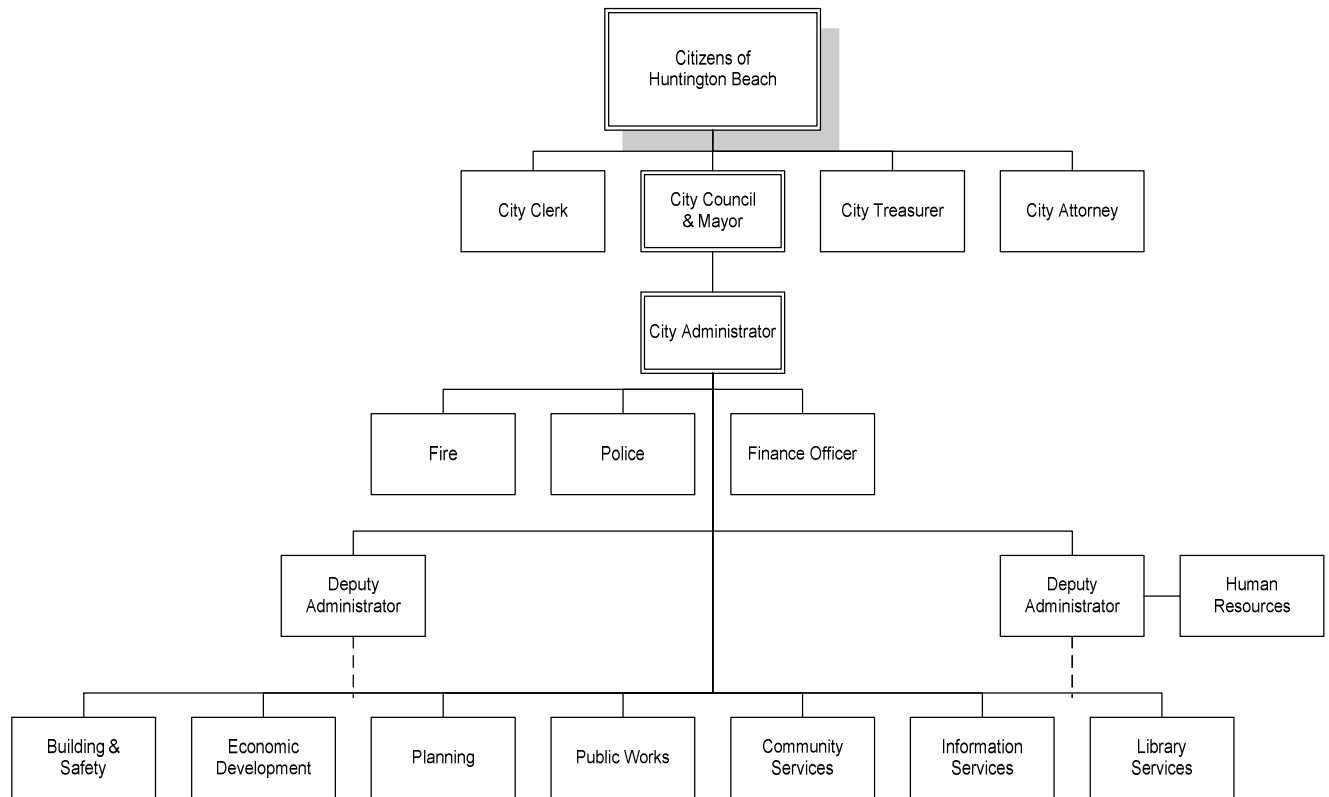 Citizens of
Huntington Beach
City Clerk
City Council
& Mayor
City Treasurer
City Attorney
City Administrator
Fire
Police
Finance Officer
Deputy
Administrator
Deputy
Administrator
Human
Resources
Building &
Safety
Economic
Development
Planning
Public Works
Community
Services
Information
Services
Library
Services